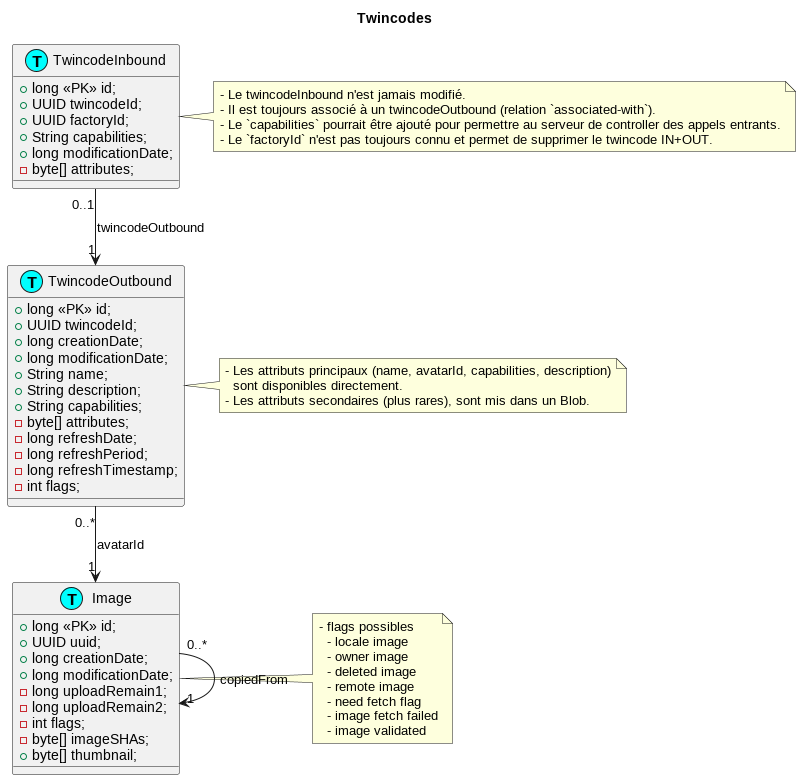 Twincodes
T TwincodeInbound
long «PK» id;
UUID twincodeId;
UUID factoryId;
String capabilities;
long modificationDate;
byte[] attributes;
- Le twincodeInbound n'est jamais modifié.
- Il est toujours associé à un twincodeOutbound (relation `associated-with`).
- Le `capabilities` pourrait être ajouté pour permettre au serveur de controller des appels entrants.
- Le `factoryId` n'est pas toujours connu et permet de supprimer le twincode IN+OUT.
0..1
twincodeOutbound
1
T TwincodeOutbound
long «PK» id;
UUID twincodeId;
long creationDate;
long modificationDate;
String name;
String description;
String capabilities;
byte[] attributes;
long refreshDate;
long refreshPeriod;
long refreshTimestamp;
int flags;
- Les attributs principaux (name, avatarId, capabilities, description)
sont disponibles directement.
- Les attributs secondaires (plus rares), sont mis dans un Blob.
0..*
avatarId
1
T Image
long «PK» id;
UUID uuid;
long creationDate;
long modificationDate;
long uploadRemain1;
long uploadRemain2;
int flags;
byte[] imageSHAs;
byte[] thumbnail;
0..*
copiedFrom
1
- flags possibles
- locale image
- owner image
- deleted image
- remote image
- need fetch flag
- image fetch failed
- image validated